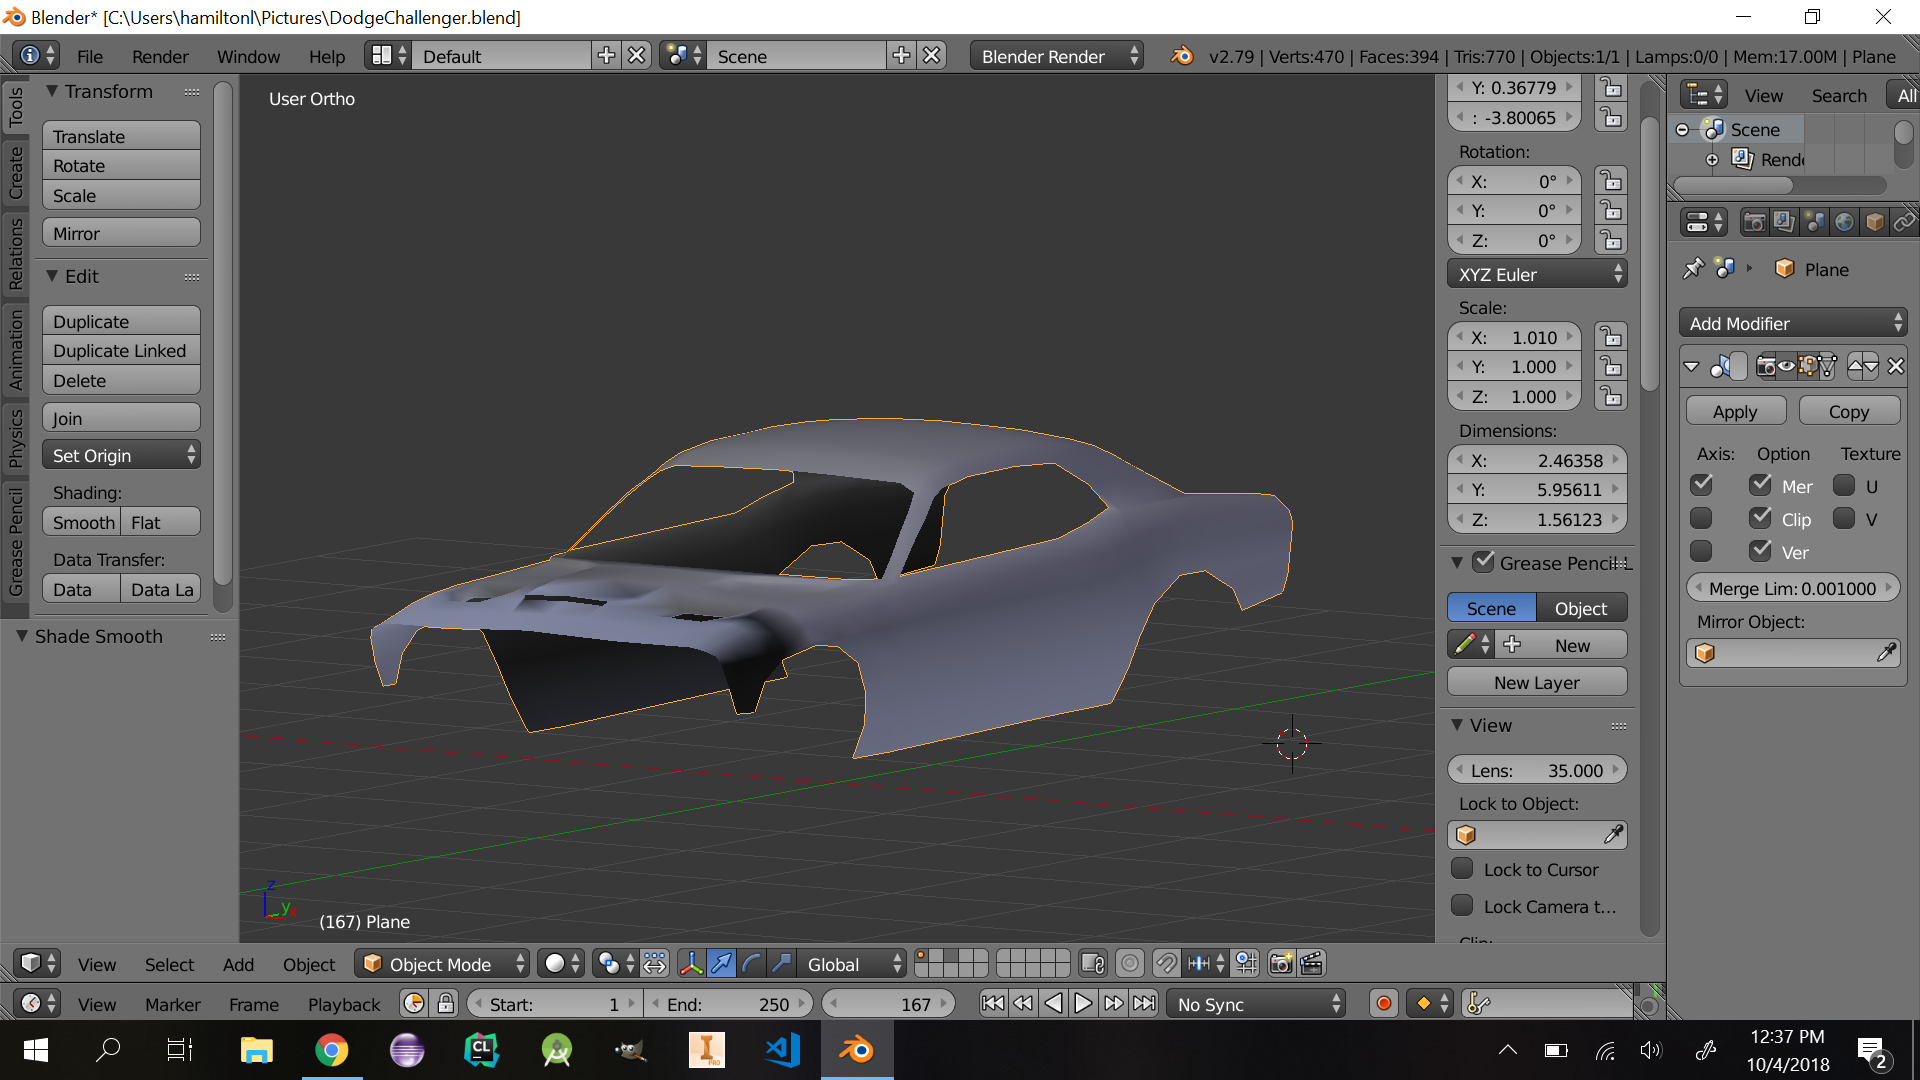 Blender* [C:\Users\hamiltonl\Pictures\DodgeChallenger.blend]
File Render Window Help Default Scene Blender Render v2.79 | Verts:470 | Faces:394 | Tris:770 | Objects:1/1 | Lamps:0/0 | Mem:17.00M | Plane
Tools
Create
Relations
Animation
Physics
Grease Pencil
Transform
Translate
Rotate
Scale
Mirror
Edit
Duplicate
Duplicate Linked
Delete
Join
Set Origin
Shading:
Smooth Flat
Data Transfer:
Data Data La
Shade Smooth
User Ortho
z
y x
(167) Plane
Y: 0.36779
: -3.80065
Rotation:
X: 0°
Y: 0°
Z: 0°
XYZ Euler
Scale:
X: 1.010
Y: 1.000
Z: 1.000
Dimensions:
X: 2.46358
Y: 5.95611
Z: 1.56123
Grease Pencil L
Scene Object
New
New Layer
View
Lens: 35.000
Lock to Object:
Lock to Cursor
Lock Camera t...
Clip:
View Search All
Scene
Rende
Plane
Add Modifier
Apply Copy
Axis: Option Texture
Mer U
Clip V
Ver
Merge Lim: 0.001000
Mirror Object:
View Select Add Object Object Mode Global
View Marker Frame Playback Start: 1 End: 250 167 No Sync
CL
I
PRO
12:37 PM
10/4/2018
2